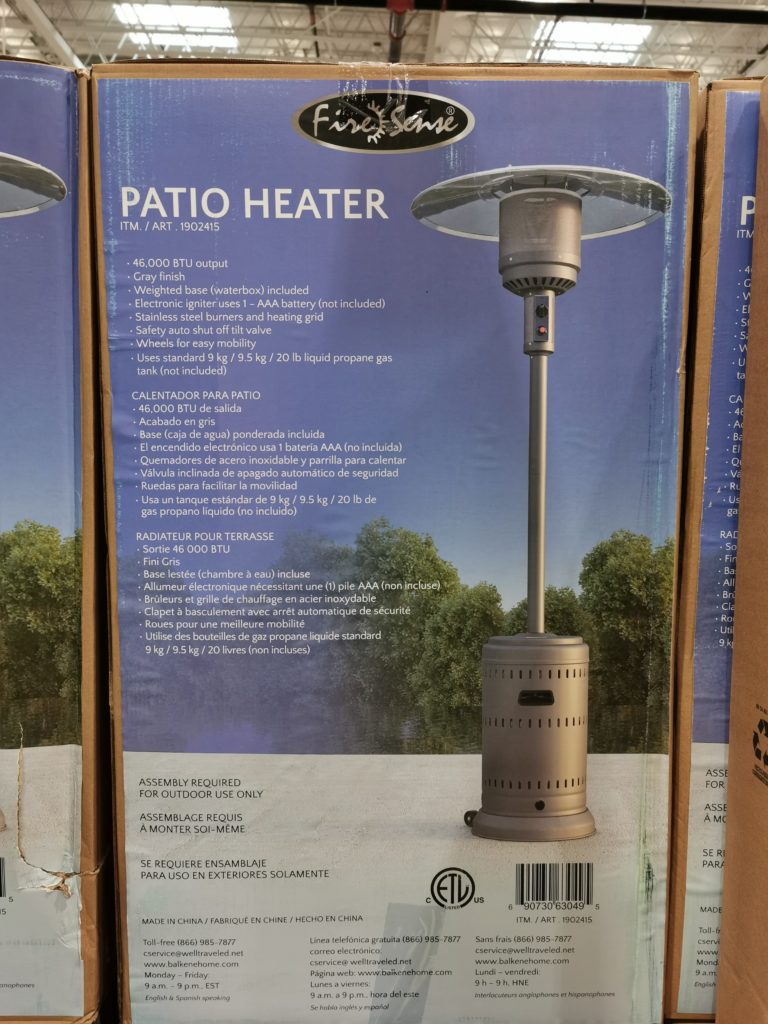 Fire Sense®
PATIO HEATER
ITM. / ART . 1902415
· 46,000 BTU output
· Gray finish
· Weighted base (waterbox) included
· Electronic igniter uses 1 - AAA battery (not included)
· Stainless steel burners and heating grid
· Safety auto shut off tilt valve
· Wheels for easy mobility
· Uses standard 9 kg / 9.5 kg / 20 lb liquid propane gas
tank (not included)
CALENTADOR PARA PATIO
· 46,000 BTU de salida
· Acabado en gris
· Base (caja de agua) ponderada incluida
· El encendido electrónico usa 1 batería AAA (no incluida)
· Quemadores de acero inoxidable y parrilla para calentar
· Válvula inclinada de apagado automático de seguridad
· Ruedas para facilitar la movilidad
· Usa un tanque estándar de 9 kg / 9.5 kg / 20 lb de
gas propano líquido (no incluido)
RADIATEUR POUR TERRASSE
· Sortie 46 000 BTU
· Fini Gris
· Base lestée (chambre à eau) incluse
· Allumeur électronique nécessitant une (1) pile AAA (non incluse)
· Brûleurs et grille de chauffage en acier inoxydable
· Clapet à basculement avec arrêt automatique de sécurité
· Roues pour une meilleure mobilité
· Utilise des bouteilles de gaz propane liquide standard
9 kg / 9.5 kg / 20 livres (non incluses)
ASSEMBLY REQUIRED
FOR OUTDOOR USE ONLY
ASSEMBLAGE REQUIS
À MONTER SOI-MÊME
SE REQUIERE ENSAMBLAJE
PARA USO EN EXTERIORES SOLAMENTE
C ETL US
LISTED
6 90730 63049 5
ITM. / ART . 1902415
MADE IN CHINA / FABRIQUÉ EN CHINE / HECHO EN CHINA
Toll-free (866) 985-7877
cservice@welltraveled.net
www.balkenehome.com
Monday – Friday:
9 a.m. – 9 p.m., EST
English & Spanish speaking
Línea telefónica gratuita (866) 985-7877
correo electrónico:
cservice@ welltraveled.net
Página web: www.balkenehome.com
Lunes a viernes:
9 a.m. a 9 p.m., hora del este
Se habla inglés y español
Sans frais (866) 985-7877
cservice@welltraveled.net
www.balkenehome.com
Lundi – vendredi:
9 h – 9 h, HNE
Interlocuteurs anglophones et hispanophones